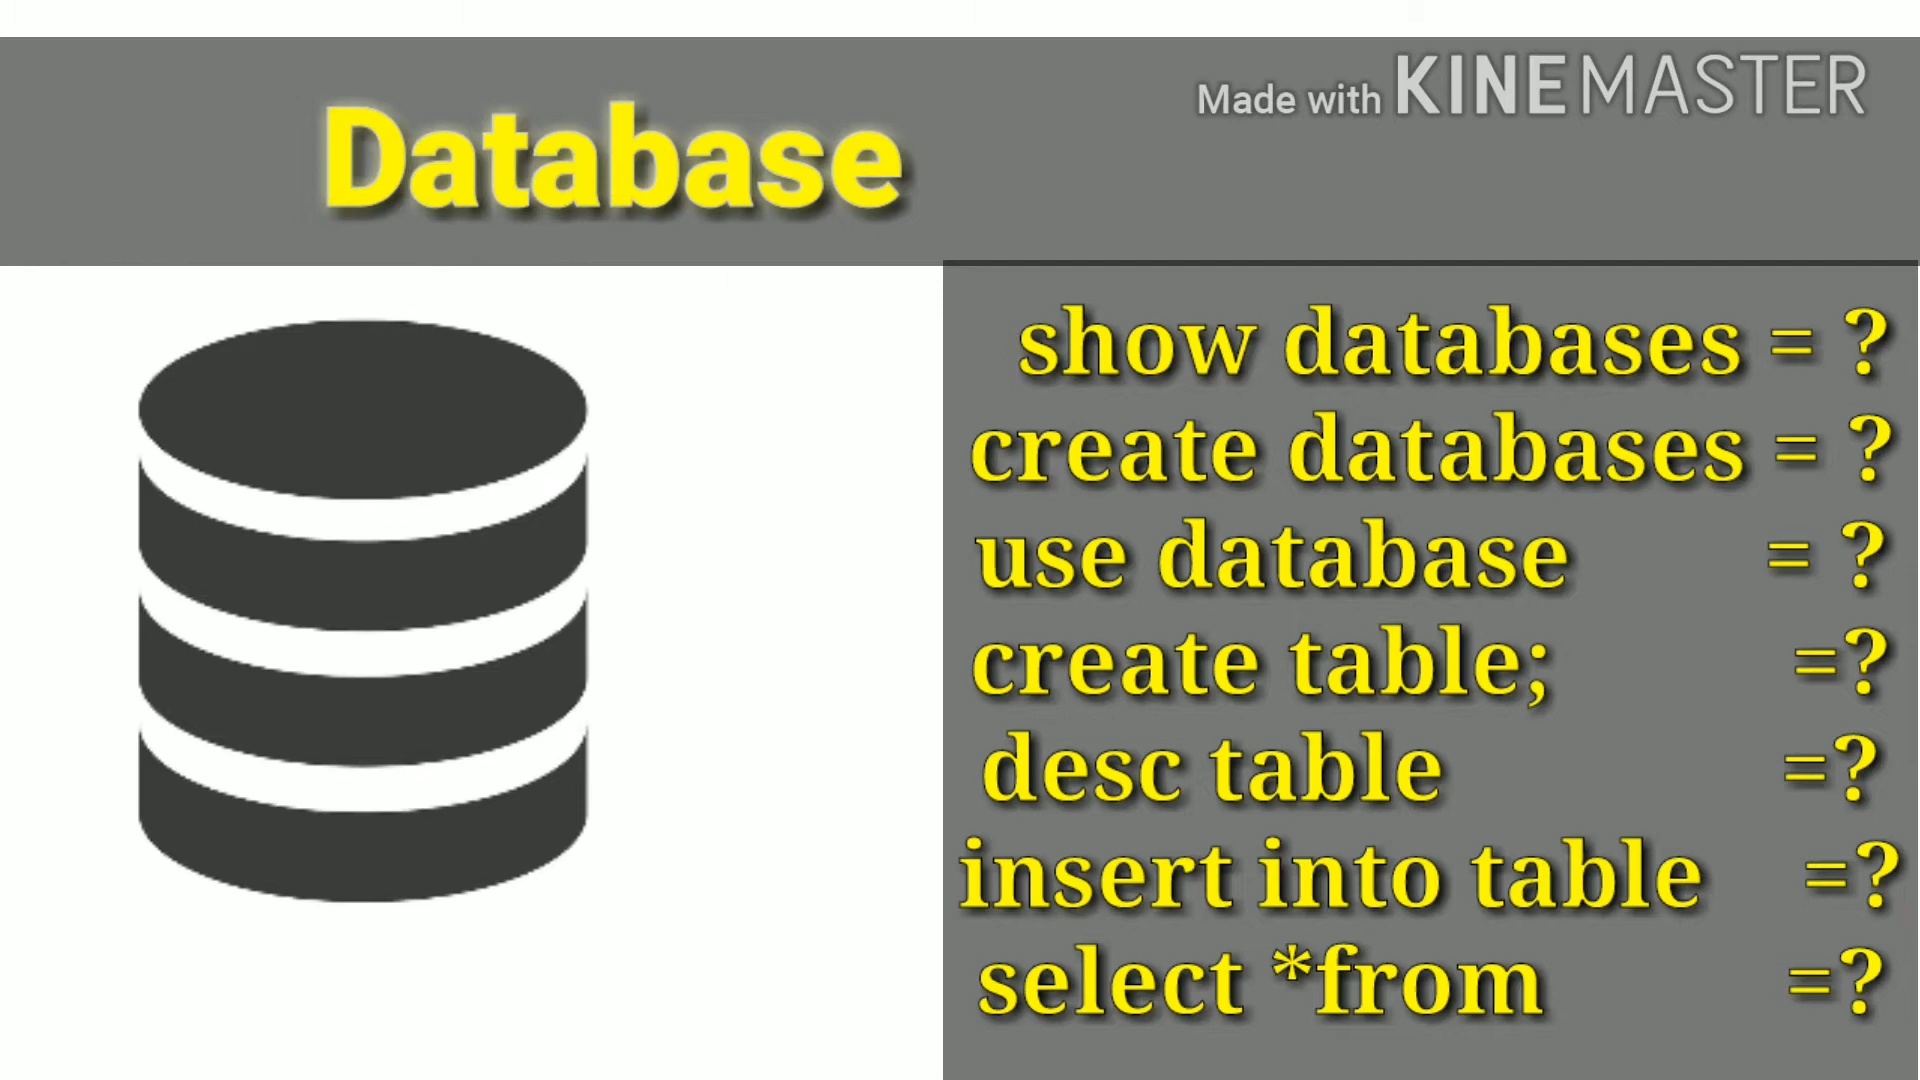 Made with KINEMASTER
Database
show databases = ?
create databases = ?
use database = ?
create table; =?
desc table =?
insert into table =?
select *from =?